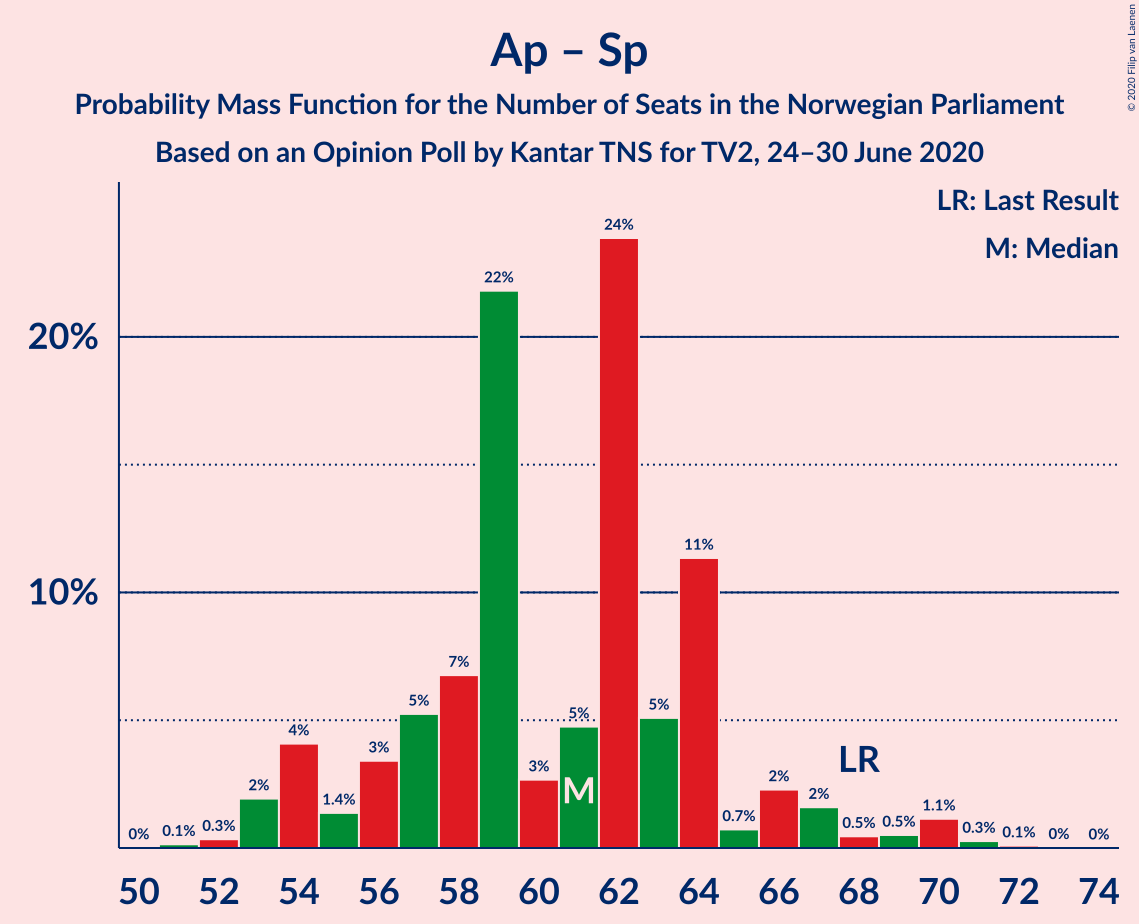 Ap – Sp
Probability Mass Function for the Number of Seats in the Norwegian Parliament
Based on an Opinion Poll by Kantar TNS for TV2, 24–30 June 2020
© 2020 Filip van Laenen
LR: Last Result
M: Median
20%
10%
0% 0.1% 0.3% 2% 4% 1.4% 3% 5% 7% 22% 3% 5% 24% 5% 11% 0.7% 2% 2% 0.5% 0.5% 1.1% 0.3% 0.1% 0% 0%
M
LR
50 52 54 56 58 60 62 64 66 68 70 72 74